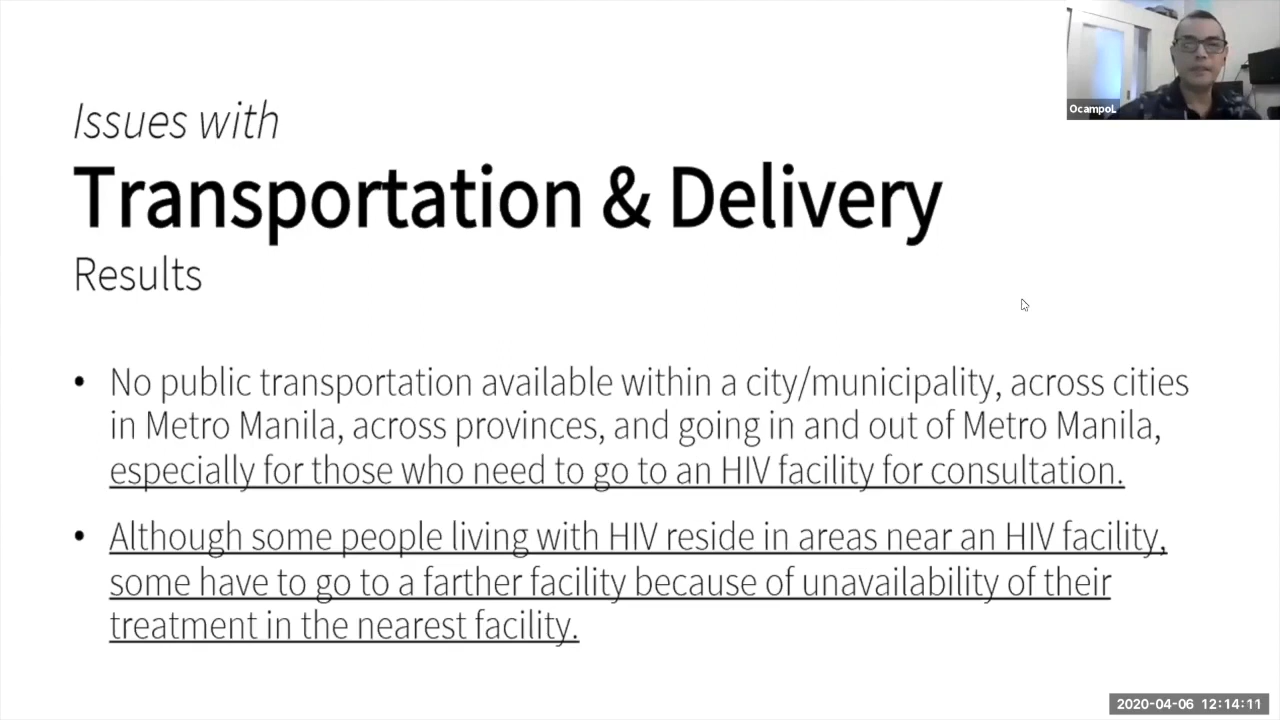 OcampoL
Issues with
Transportation & Delivery
Results
• No public transportation available within a city/municipality, across cities
in Metro Manila, across provinces, and going in and out of Metro Manila,
especially for those who need to go to an HIV facility for consultation.
• Although some people living with HIV reside in areas near an HIV facility,
some have to go to a farther facility because of unavailability of their
treatment in the nearest facility.
2020-04-06 12:14:11